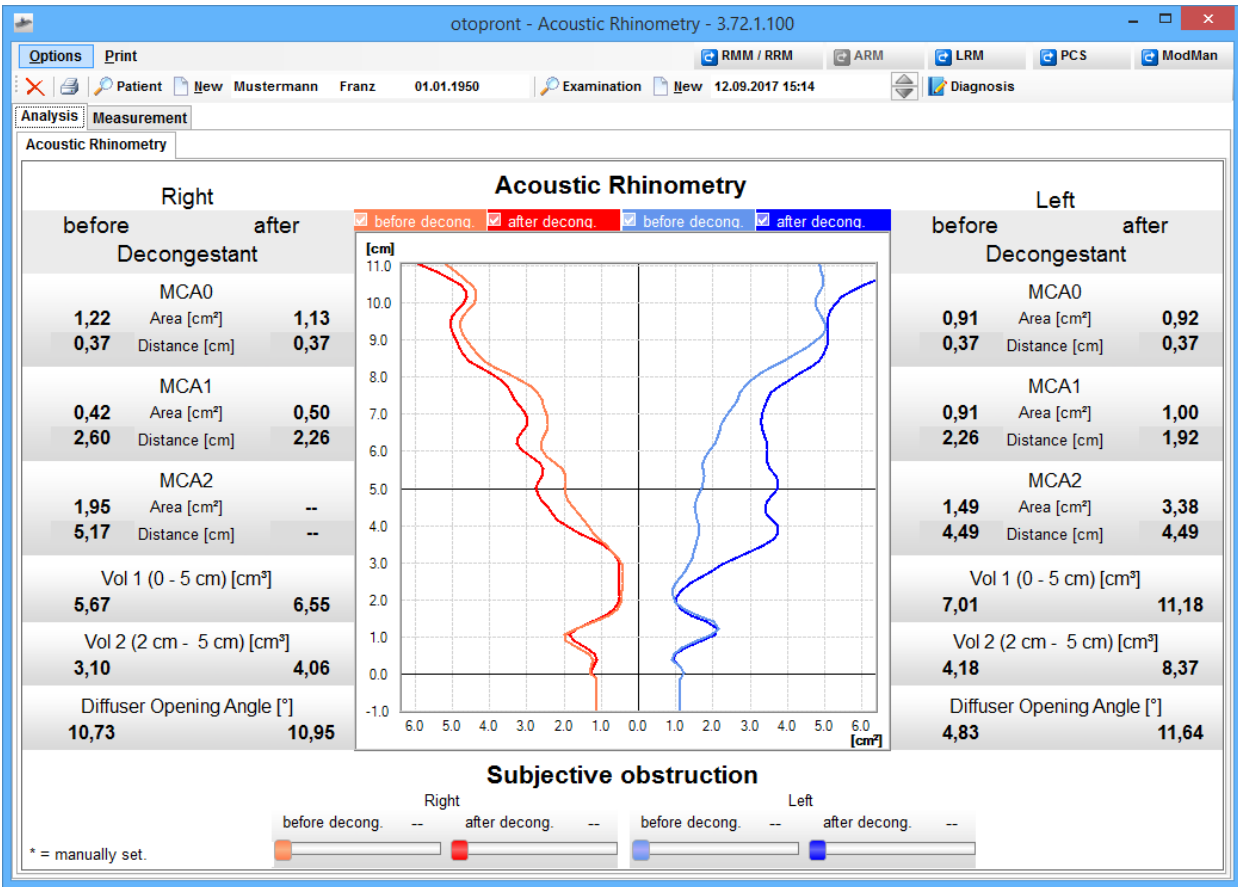 otopront - Acoustic Rhinometry - 3.72.1.100
Options Print RMM / RRM ARM LRM PCS ModMan
Patient New Mustermann Franz 01.01.1950 Examination New 12.09.2017 15:14 Diagnosis
Analysis Measurement
Acoustic Rhinometry
Right
before after
Decongestant
MCA0
1,22 Area [cm²] 1,13
0,37 Distance [cm] 0,37
MCA1
0,42 Area [cm²] 0,50
2,60 Distance [cm] 2,26
MCA2
1,95 Area [cm²] --
5,17 Distance [cm] --
Vol 1 (0 - 5 cm) [cm³]
5,67 6,55
Vol 2 (2 cm - 5 cm) [cm³]
3,10 4,06
Diffuser Opening Angle [°]
10,73 10,95
Acoustic Rhinometry
before decong. after decong. before decong. after decong.
[cm]
11.0
10.0
9.0
8.0
7.0
6.0
5.0
4.0
3.0
2.0
1.0
0.0
-1.0
6.0 5.0 4.0 3.0 2.0 1.0 0.0 1.0 2.0 3.0 4.0 5.0 6.0
[cm²]
Left
before after
Decongestant
MCA0
0,91 Area [cm²] 0,92
0,37 Distance [cm] 0,37
MCA1
0,91 Area [cm²] 1,00
2,26 Distance [cm] 1,92
MCA2
1,49 Area [cm²] 3,38
4,49 Distance [cm] 4,49
Vol 1 (0 - 5 cm) [cm³]
7,01 11,18
Vol 2 (2 cm - 5 cm) [cm³]
4,18 8,37
Diffuser Opening Angle [°]
4,83 11,64
Subjective obstruction
Right Left
before decong. -- after decong. -- before decong. -- after decong. --
* = manually set.